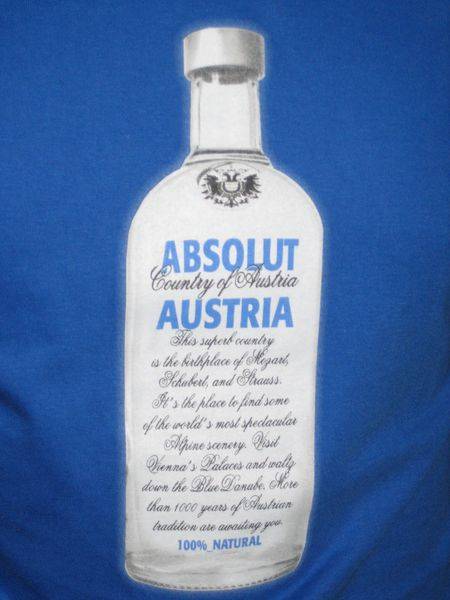 ABSOLUT
Country of Austria
AUSTRIA
This superb country
is the birthplace of Mozart,
Schubert, and Strauss.
It's the place to find some
of the world's most spectacular
Alpine scenery. Visit
Vienna's Palaces and waltz
down the Blue Danube. More
than 1000 years of Austrian
tradition are awaiting you.
100%_NATURAL